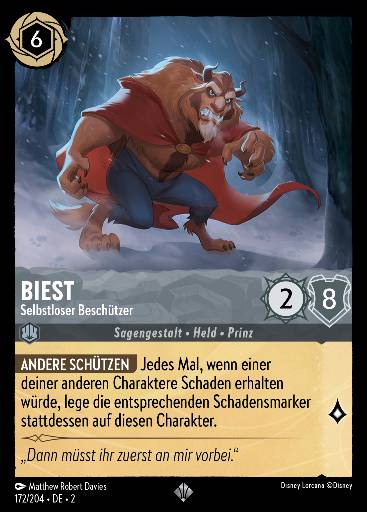 6
BIEST
Selbstloser Beschützer
2
8
Sagengestalt • Held • Prinz
ANDERE SCHÜTZEN Jedes Mal, wenn einer
deiner anderen Charaktere Schaden erhalten
würde, lege die entsprechenden Schadensmarker
stattdessen auf diesen Charakter.
„Dann müsst ihr zuerst an mir vorbei.“
Matthew Robert Davies
172/204 • DE • 2
Disney Lorcana ©Disney